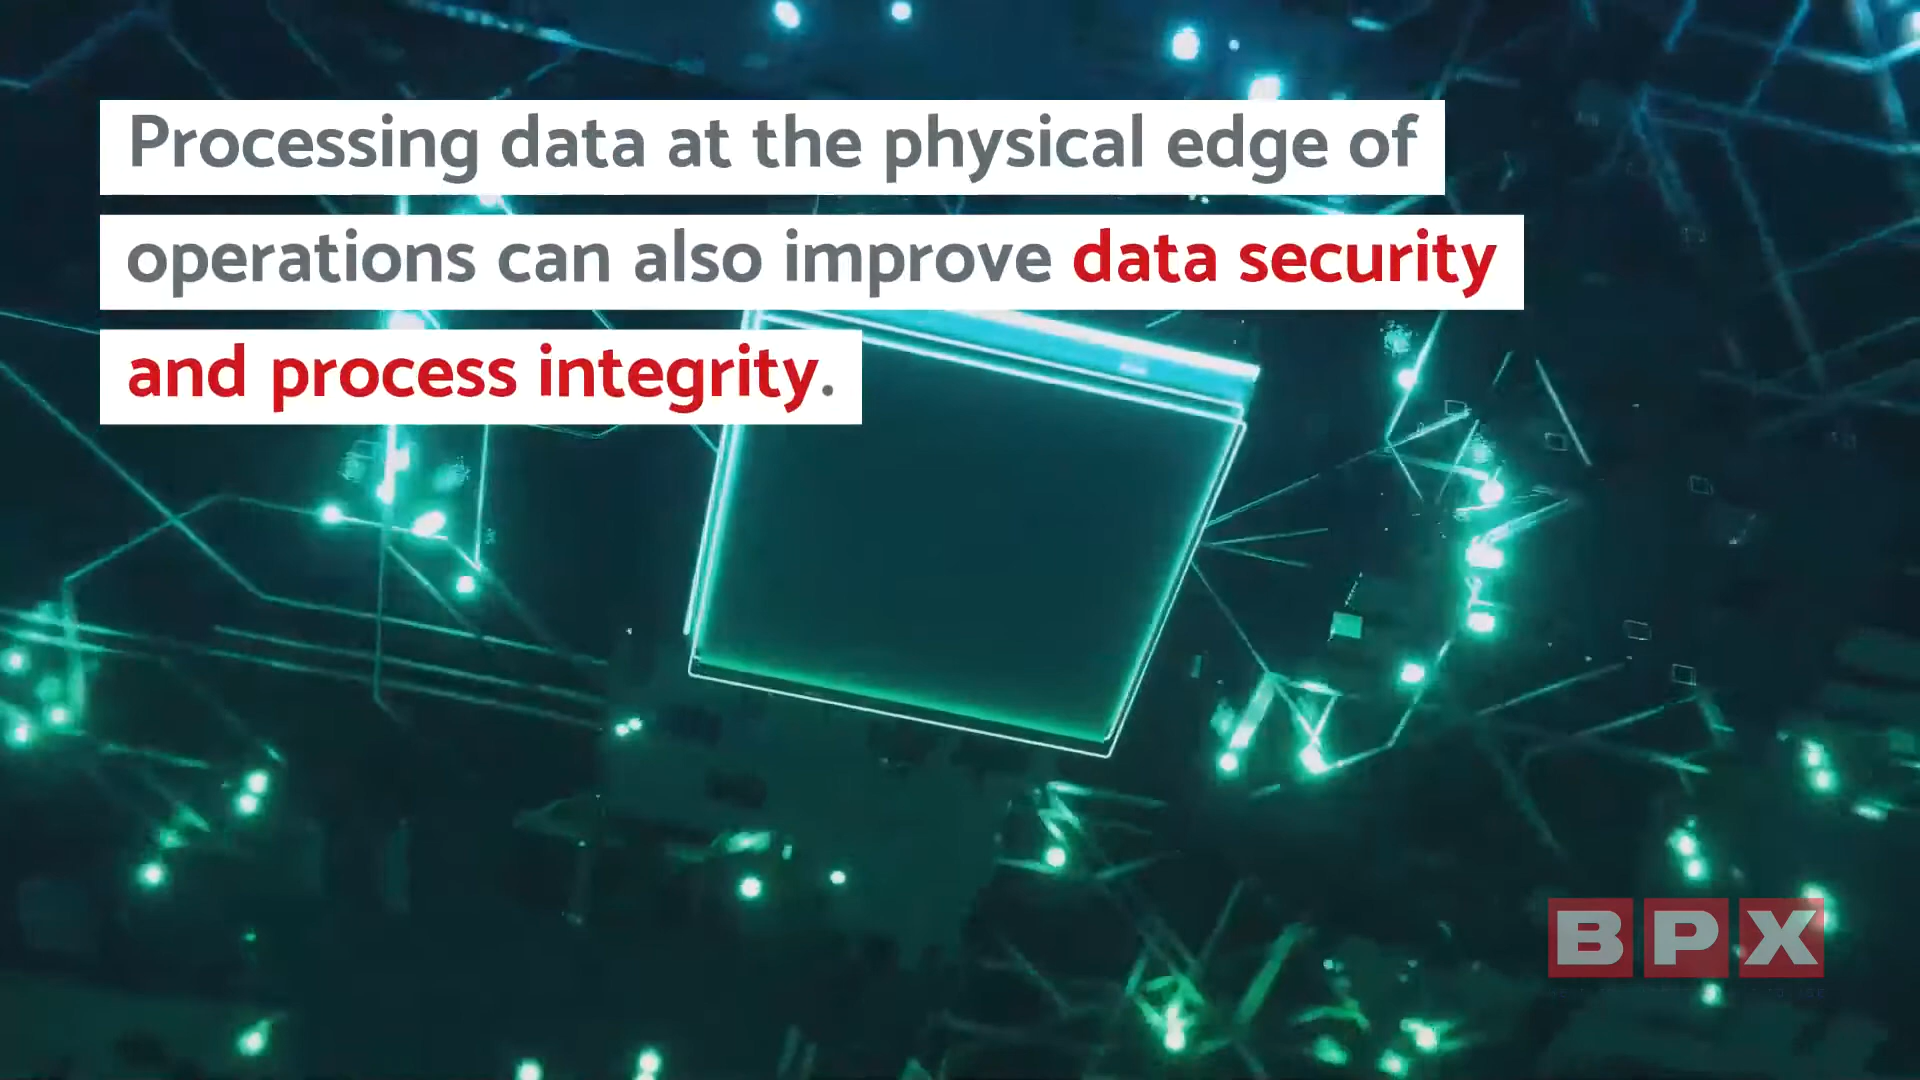 Processing data at the physical edge of
operations can also improve data security
and process integrity.
BPX